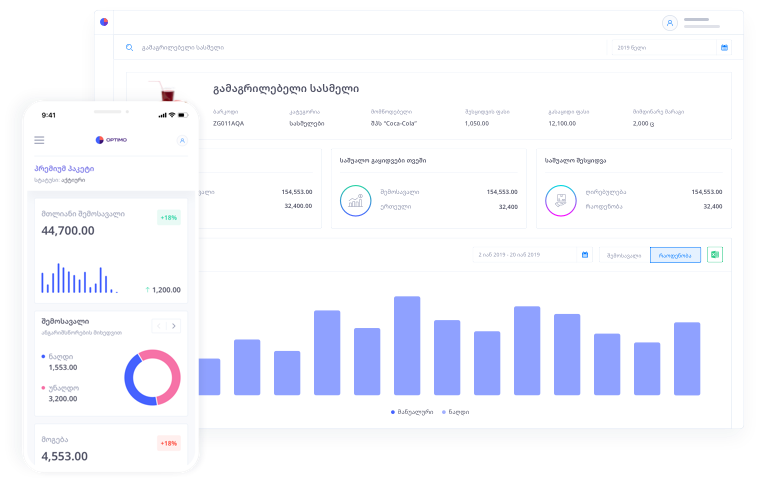 გამაგრილებელი სასმელი
2019 წელი
გამაგრილებელი სასმელი
ბარკოდი
კატეგორია
მომწოდებელი
შესყიდვის ფასი
გასაყიდი ფასი
მიმდინარე მარაგი
ZG011AQA
სასმელები
შპს "Coca-Cola"
1,050.00
12,100.00
2,000 ც
154,553.00
32,400.00
საშუალო გაყიდვები თვეში
შემოსავალი
154,553.00
ერთეული
32,400
საშუალო შესყიდვა
ღირებულება
154,553.00
რაოდენობა
32,400
2 იან 2019 - 20 იან 2019
შემოსავალი
რაოდენობა
მანუალური
ნაღდი
9:41
OPTIMO
პრემიუმ პაკეტი
სტატუსი: აქტიური
მთლიანი შემოსავალი
+18%
44,700.00
↑ 1,200.00
შემოსავალი
ანგარიშსწორების მიხედვით
ნაღდი
1,553.00
უნაღდო
3,200.00
მოგება
+18%
4,553.00